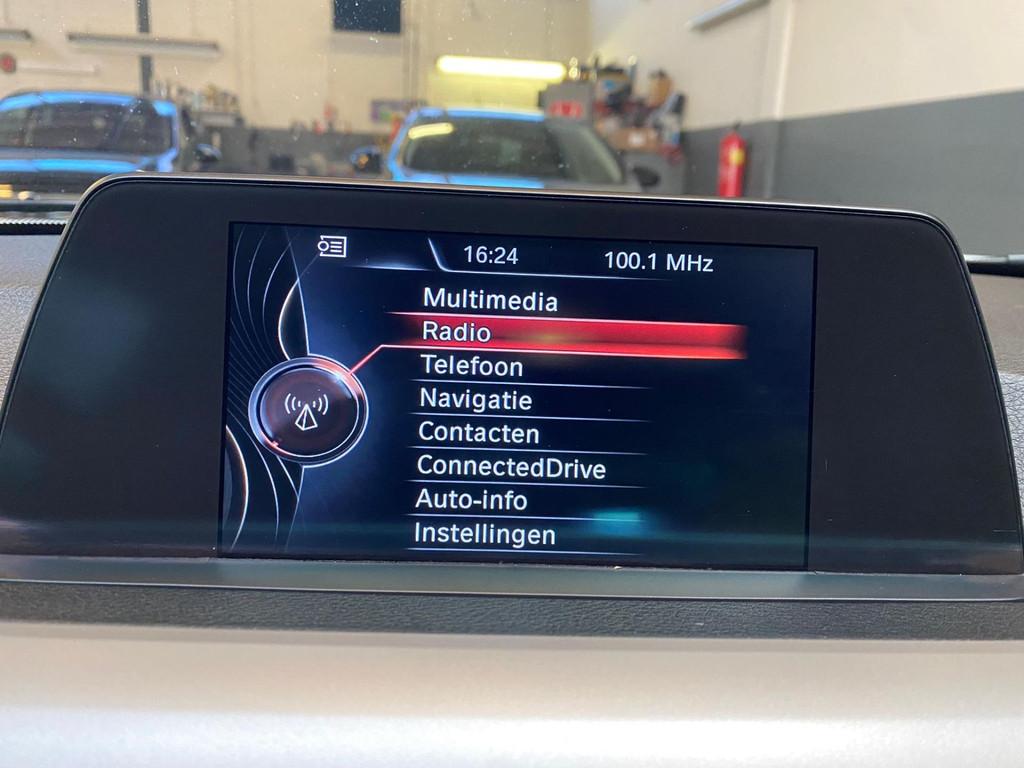 16:24 100.1 MHz
Multimedia
Radio
Telefoon
Navigatie
Contacten
ConnectedDrive
Auto-info
Instellingen